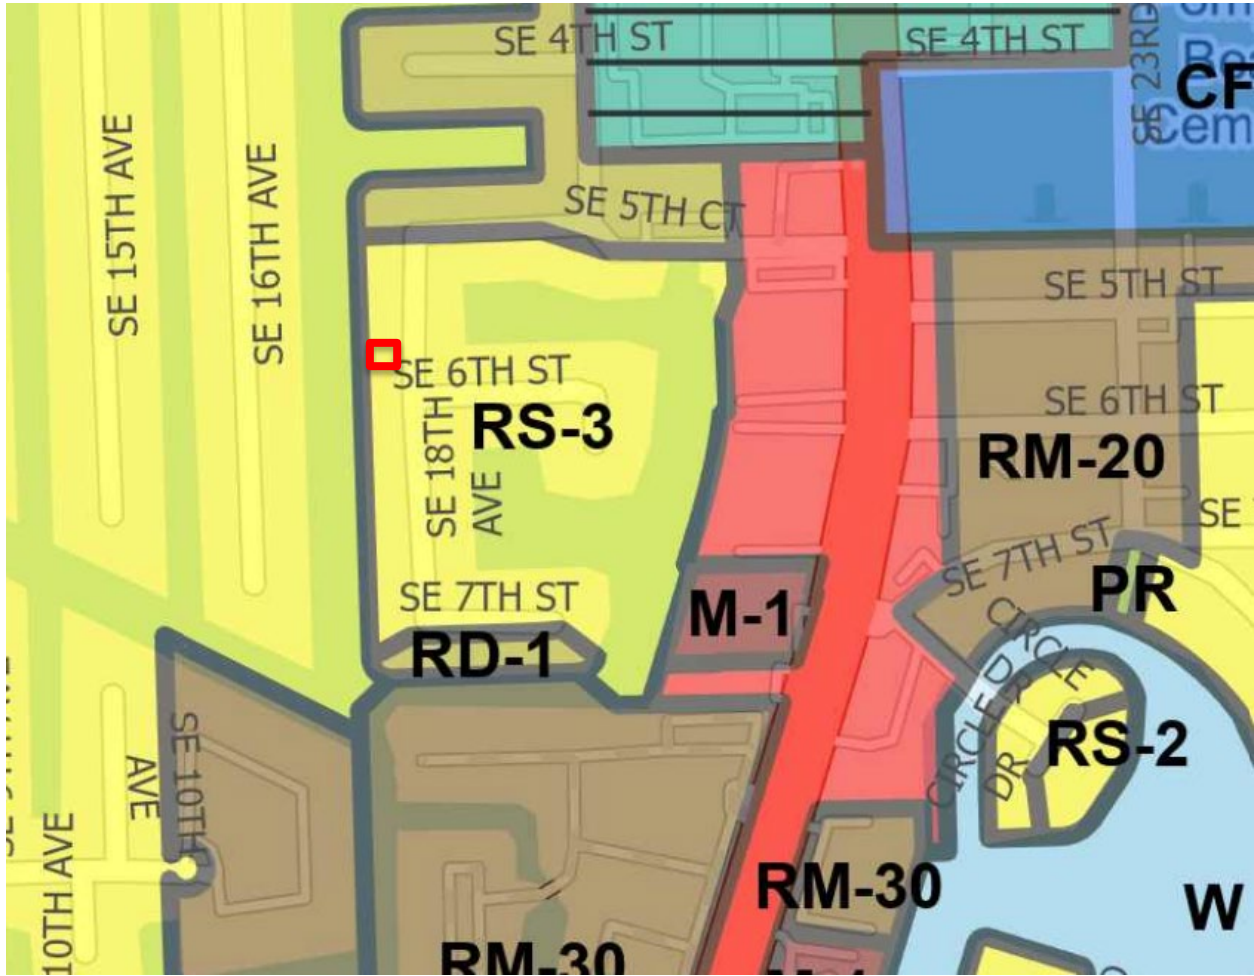 SE 4TH ST
SE 4TH ST
SE 23RD
CF
Cem
SE 15TH AVE
SE 16TH AVE
SE 5TH CT
SE 5TH ST
SE 6TH ST
SE 6TH ST
RS-3
SE 18TH
AVE
RM-20
SE
SE 7TH ST
SE 7TH ST
PR
M-1
RD-1
CIRCLE
CIRCLE DR
CIRCLE
DR
RS-2
SE 10TH
AVE
10TH AVE
RM-30
W
RM-30